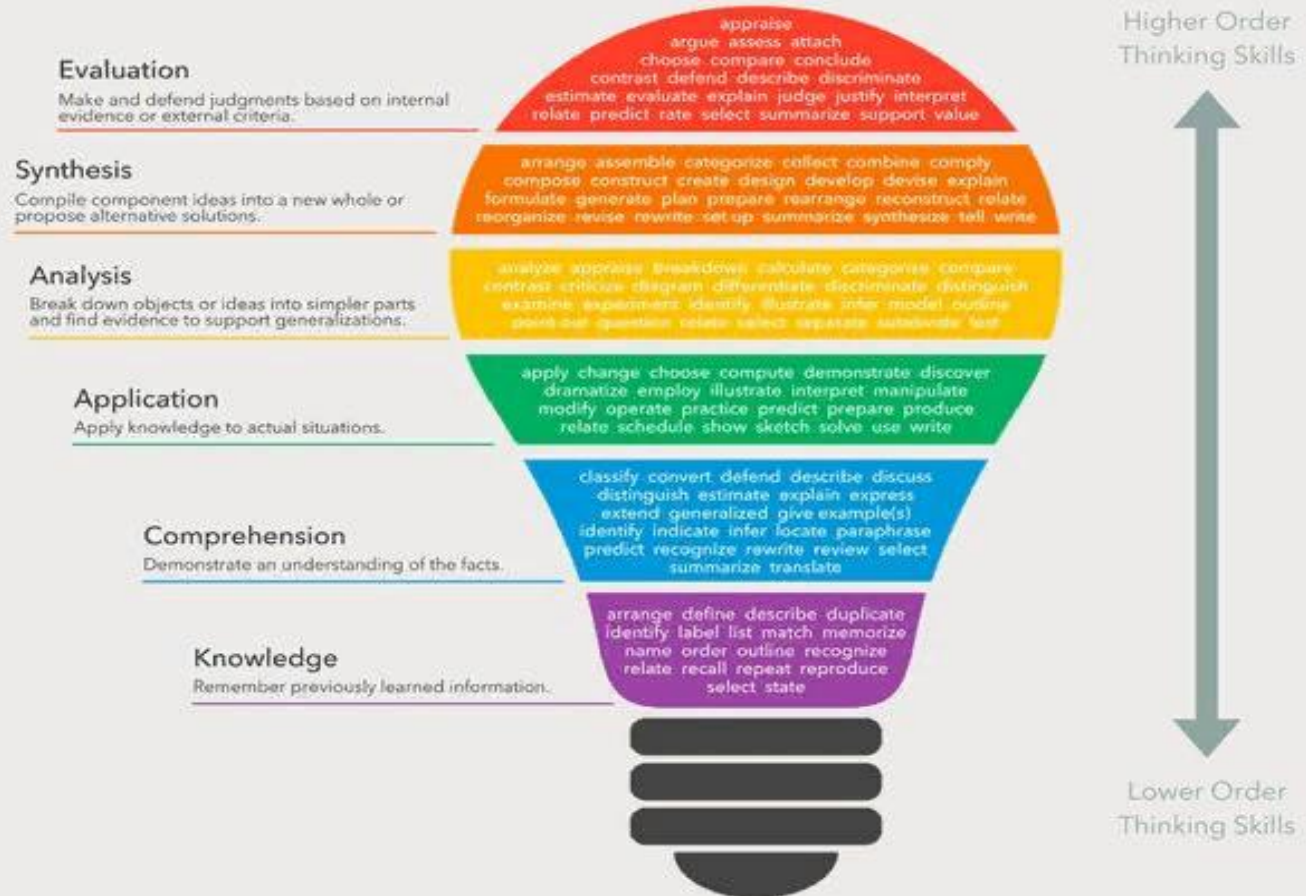 Higher Order
Thinking Skills
Evaluation
Make and defend judgments based on internal
evidence or external criteria.
appraise
argue assess attach
choose compare conclude
contrast defend describe discriminate
estimate evaluate explain judge justify interpret
relate predict rate select summarize support value
Synthesis
Compile component ideas into a new whole or
propose alternative solutions.
arrange assemble categorize collect combine comply
compose construct create design develop devise explain
formulate generate plan prepare rearrange reconstruct relate
reorganize revise rewrite set up summarize synthesize tell write
Analysis
Break down objects or ideas into simpler parts
and find evidence to support generalizations.
analyze appraise Breakdown calculate categorize compare
contrast criticize diagram differentiate discriminate distinguish
examine experiment identify illustrate infer model outline
point out question relate select separate subdivide test
Application
Apply knowledge to actual situations.
apply change choose compute demonstrate discover
dramatize employ illustrate interpret manipulate
modify operate practice predict prepare produce
relate schedule show sketch solve use write
Comprehension
Demonstrate an understanding of the facts.
classify convert defend describe discuss
distinguish estimate explain express
extend generalized give example(s)
identify indicate infer locate paraphrase
predict recognize rewrite review select
summarize translate
Knowledge
Remember previously learned information.
arrange define describe duplicate
identify label list match memorize
name order outline recognize
relate recall repeat reproduce
select state
Lower Order
Thinking Skills